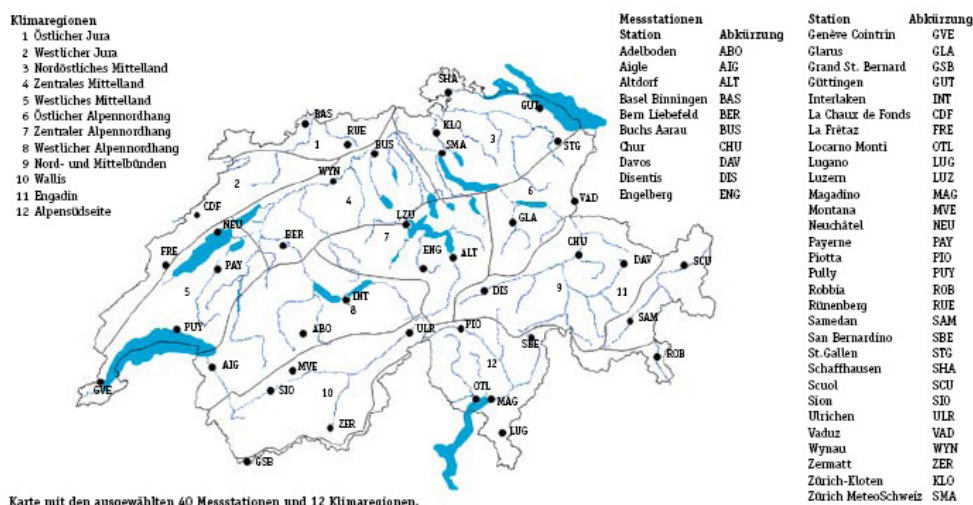 Klimaregionen
1 Östlicher Jura
2 Westlicher Jura
3 Nordöstliches Mittelland
4 Zentrales Mittelland
5 Westliches Mittelland
6 Östlicher Alpennordhang
7 Zentraler Alpennordhang
8 Westlicher Alpennordhang
9 Nord- und Mittelbünden
10 Wallis
11 Engadin
12 Alpensüdseite
Messstationen
Station Abkürzung
Adelboden ABO
Aigle AIG
Altdorf ALT
Basel Binningen BAS
Bern Liebefeld BER
Buchs Aarau BUS
Chur CHU
Davos DAV
Disentis DIS
Engelberg ENG
Station Abkürzung
Genève Cointrin GVE
Glarus GLA
Grand St. Bernard GSB
Güttingen GUT
Interlaken INT
La Chaux de Fonds CDF
La Frétaz FRE
Locarno Monti OTL
Lugano LUG
Luzern LUZ
Magadino MAG
Montana MVE
Neuchâtel NEU
Payerne PAY
Piotta PIO
Pully PUY
Robbia ROB
Rünenberg RUE
Samedan SAM
San Bernardino SBE
St.Gallen STG
Schaffhausen SHA
Scuol SCU
Sion SIO
Ulrichen ULR
Vaduz VAD
Wynau WYN
Zermatt ZER
Zürich-Kloten KLO
Zürich MeteoSchweiz SMA
SHA
GUT
BAS
KLO
RUE
1
BUS
3
SMA
STG
WYN
2
4
6
VAD
CDF
LZU
GLA
NEU
BER
7
CHU
FRE
ENG
ALT
DAV
SCU
PAY
5
DIS
9
11
INT
8
PUY
ABO
ULR
PIO
SAM
SBE
AIG
MVE
12
ROB
GVE
SIO
10
OTL
MAG
ZER
LUG
GSB
Karte mit den ausgewählten 40 Messstationen und 12 Klimaregionen.